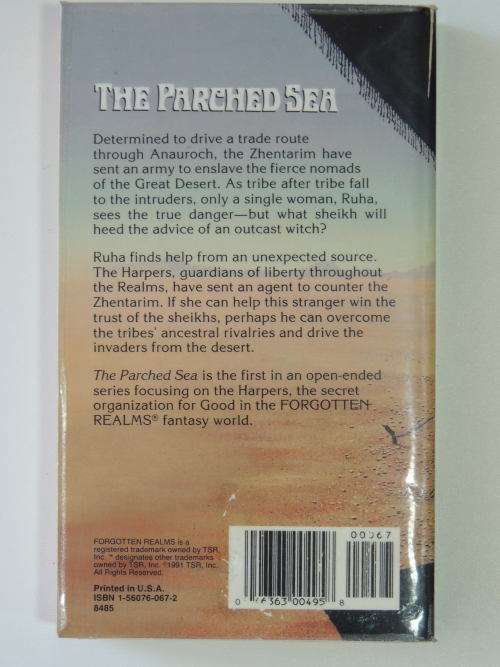 THE PARCHED SEA
Determined to drive a trade route
through Anauroch, the Zhentarim have
sent an army to enslave the fierce nomads
of the Great Desert. As tribe after tribe fall
to the intruders, only a single woman, Ruha,
sees the true danger—but what sheikh will
heed the advice of an outcast witch?
Ruha finds help from an unexpected source.
The Harpers, guardians of liberty throughout
the Realms, have sent an agent to counter the
Zhentarim. If she can help this stranger win the
trust of the sheikhs, perhaps he can overcome
the tribes' ancestral rivalries and drive the
invaders from the desert.
The Parched Sea is the first in an open-ended
series focusing on the Harpers, the secret
organization for Good in the FORGOTTEN
REALMS® fantasy world.
FORGOTTEN REALMS is a
registered trademark owned by TSR,
Inc. ™ designates other trademarks
owned by TSR, Inc. ©1991 TSR, Inc.
All Rights Reserved.
Printed in U.S.A.
ISBN 1-56076-067-2
8485
00067
0 363 00495 8